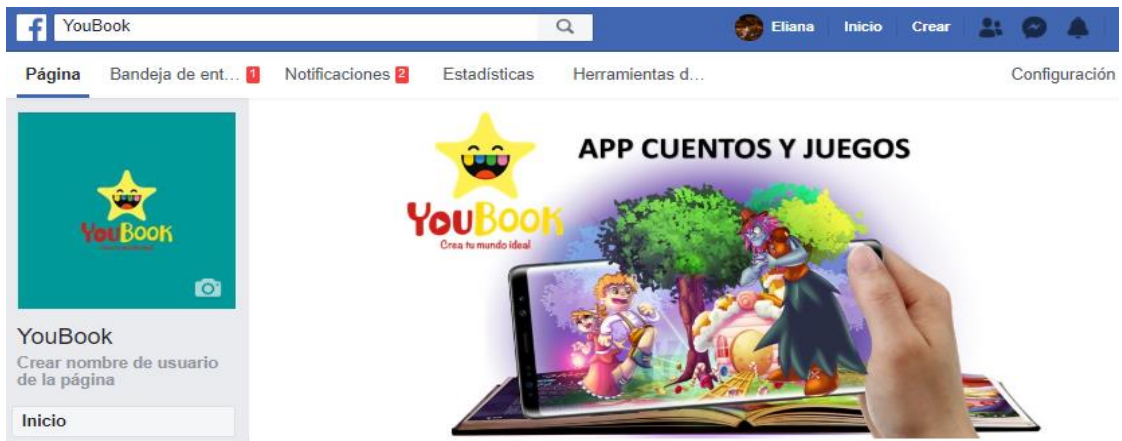 YouBook
Eliana Inicio Crear
Página Bandeja de ent... 1 Notificaciones 2 Estadísticas Herramientas d... Configuración
YouBook
APP CUENTOS Y JUEGOS
YouBook
Crea tu mundo ideal
YouBook
Crear nombre de usuario
de la página
Inicio